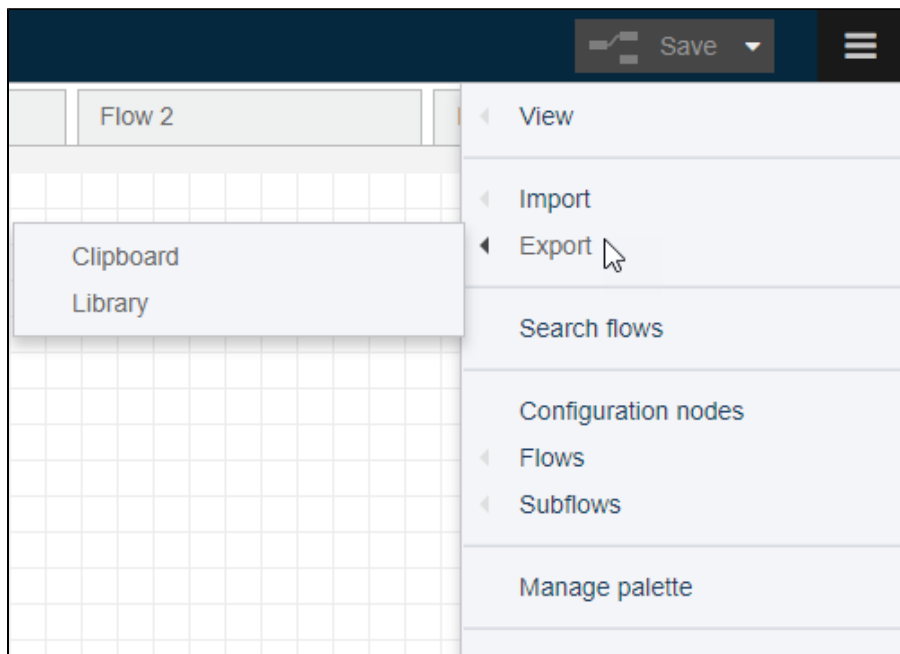 Save
Flow 2
View
Import
Export
Clipboard
Library
Search flows
Configuration nodes
Flows
Subflows
Manage palette